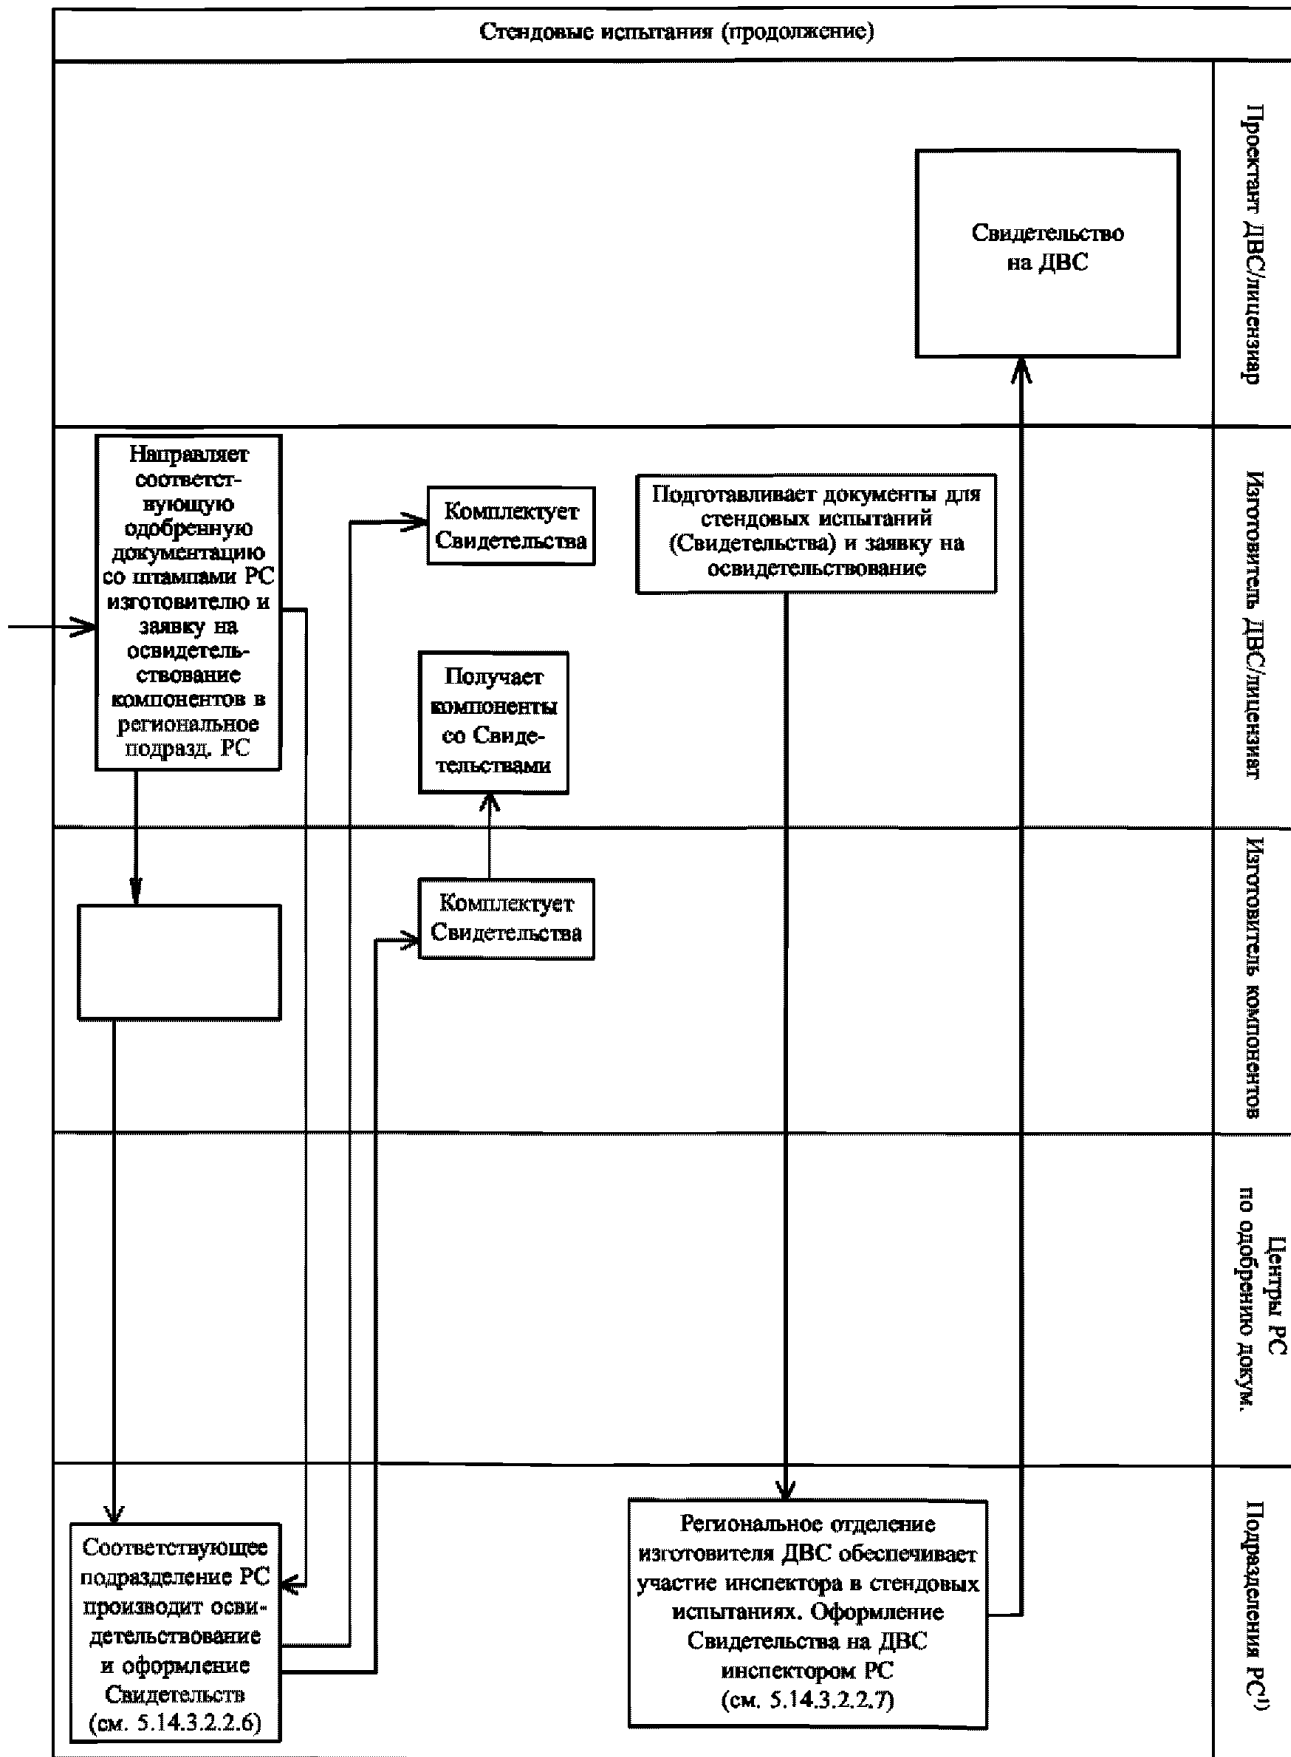 Стендовые испытания (продолжение)
Проектант ДВС/лицензиар
Свидетельство
на ДВС
Изготовитель ДВС/лицензиат
Направляет
соответст-
вующую
одобренную
документацию
со штампами РС
изготовителю и
заявку на
освидетель-
ствование
компонентов в
региональное
подразд. РС
Комплектует
Свидетельства
Получает
компоненты
со Свиде-
тельствами
Подготавливает документы для
стендовых испытаний
(Свидетельства) и заявку на
освидетельствование
Изготовитель компонентов
Комплектует
Свидетельства
Центры РС
по одобрению докум.
Подразделения РС¹⁾
Соответствующее
подразделение РС
производит осви-
детельствование
и оформление
Свидетельств
(см. 5.14.3.2.2.6)
Региональное отделение
изготовителя ДВС обеспечивает
участие инспектора в стендовых
испытаниях. Оформление
Свидетельства на ДВС
инспектором РС
(см. 5.14.3.2.2.7)